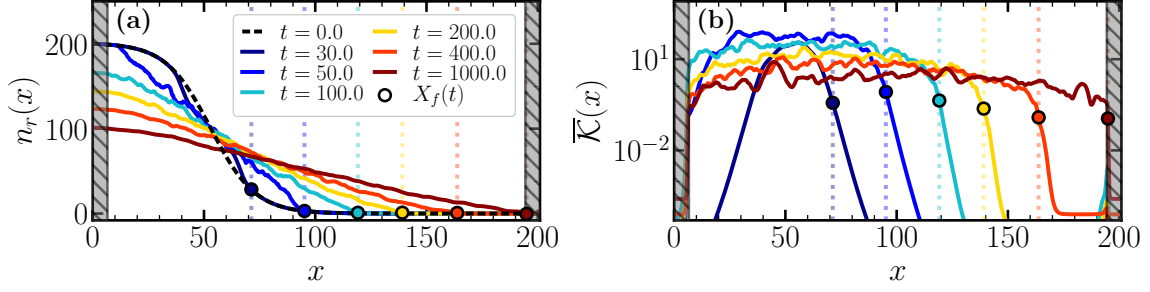 (a)
t = 0.0
t = 30.0
t = 50.0
t = 100.0
t = 200.0
t = 400.0
t = 1000.0
X_f(t)
n_r(x)
200
100
0
0 50 100 150 200
x
(b)
\overline{\mathcal{K}}(x)
10^1
10^{-2}
0 50 100 150 200
x